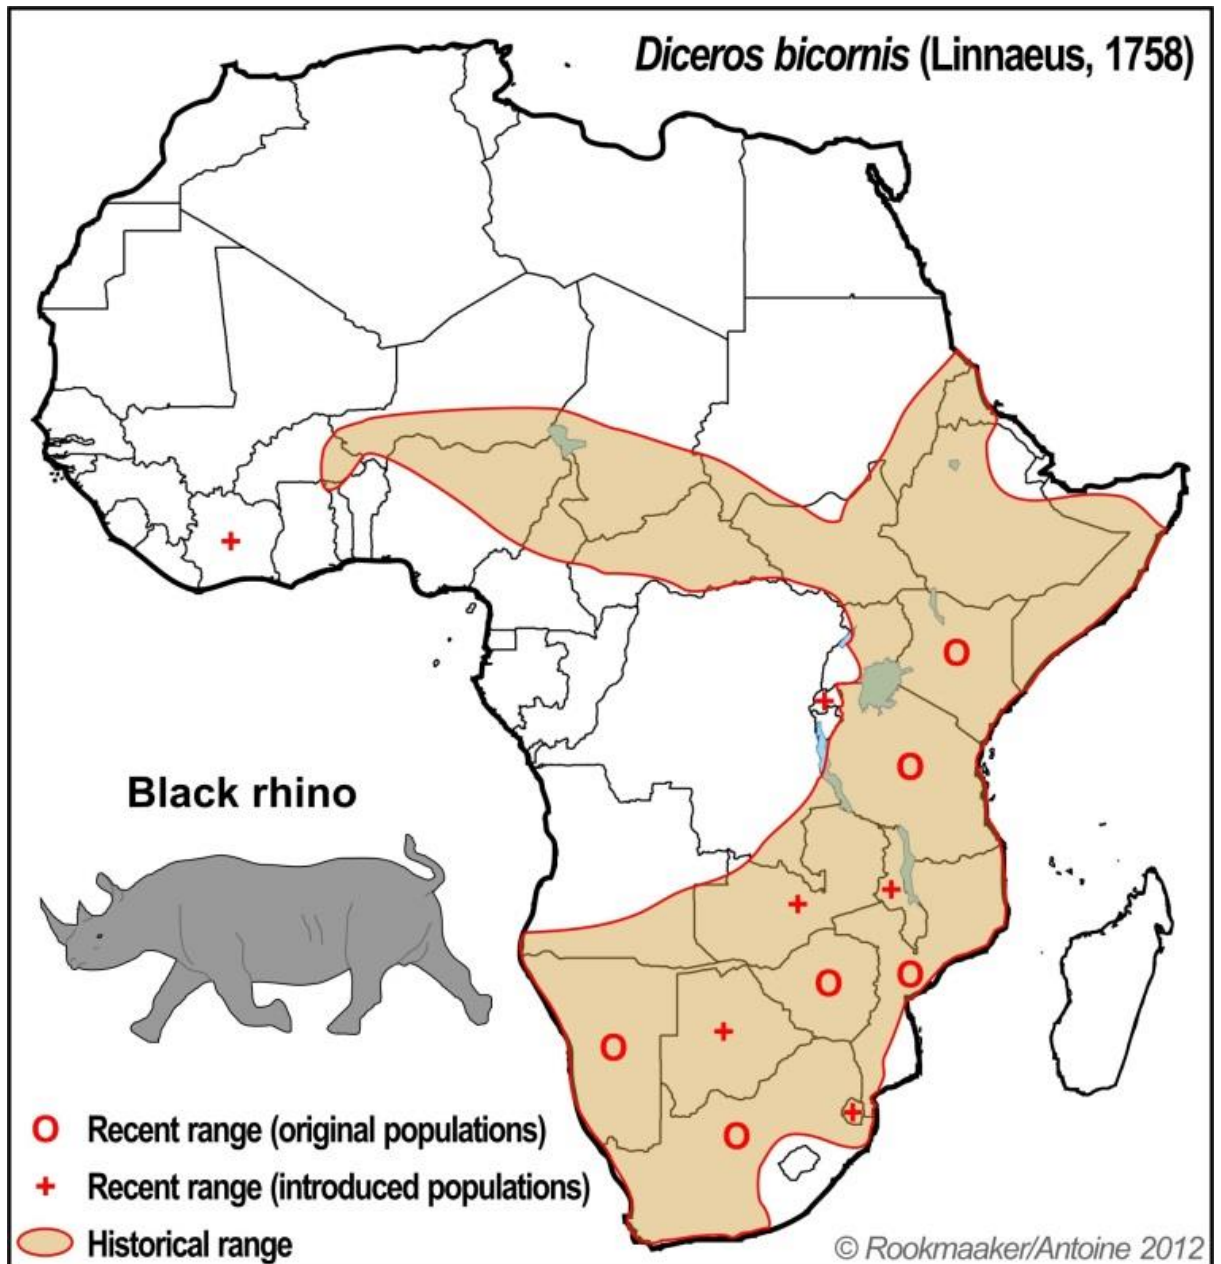 Diceros bicornis (Linnaeus, 1758)
Black rhino
O Recent range (original populations)
+ Recent range (introduced populations)
Historical range
© Rookmaaker/Antoine 2012